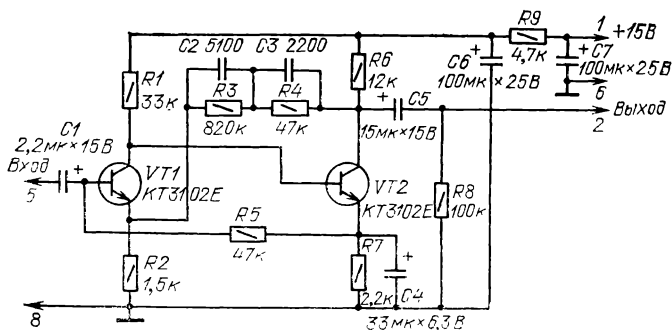 C2 5100 C3 2200
R9
1 +15В
R1
33к
R3
820к
R4
47к
R6
12к
C6
100мк×25В
4,7к
C7
100мк×25В
6
C5
15мк×15В
Выход
2
C1
2,2мк×15В
Вход
5
VT1
КТ3102Е
VT2
КТ3102Е
R8
100к
R5
47к
R2
1,5к
R7
2,2к
C4
33мк×6,3В
8